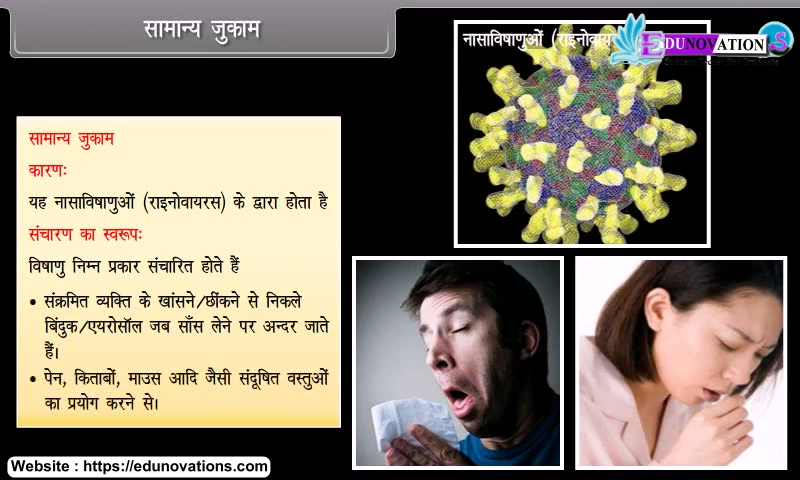 सामान्य जुकाम
नासाविषाणुओं (राइनोवाय
EDUNOVATIONS
सामान्य जुकाम
कारणः
यह नासाविषाणुओं (राइनोवायरस) के द्वारा होता है
संचारण का स्वरूपः
विषाणु निम्न प्रकार संचारित होते हैं
• संक्रमित व्यक्ति के खांसने/छींकने से निकले
बिंदुक/एयरोसॉल जब साँस लेने पर अन्दर जाते
हैं।
• पेन, किताबों, माउस आदि जैसी संदूषित वस्तुओं
का प्रयोग करने से।
Website : https://edunovations.com